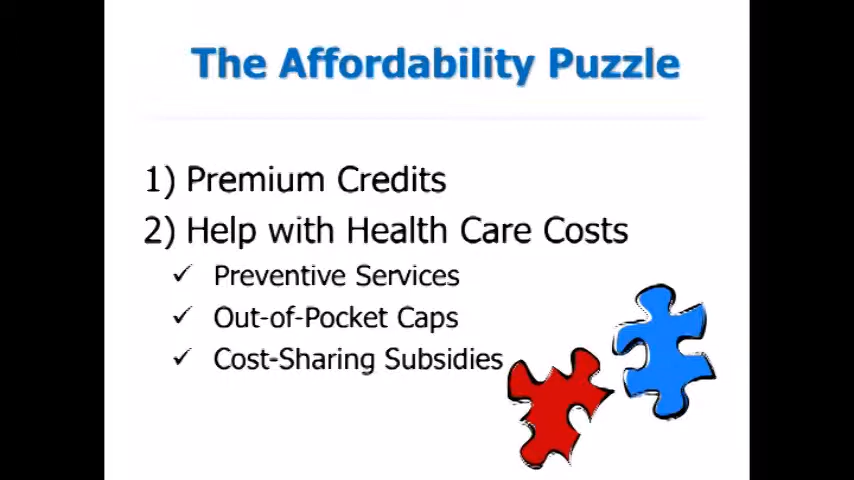 The Affordability Puzzle
1) Premium Credits
2) Help with Health Care Costs
✓ Preventive Services
✓ Out-of-Pocket Caps
✓ Cost-Sharing Subsidies